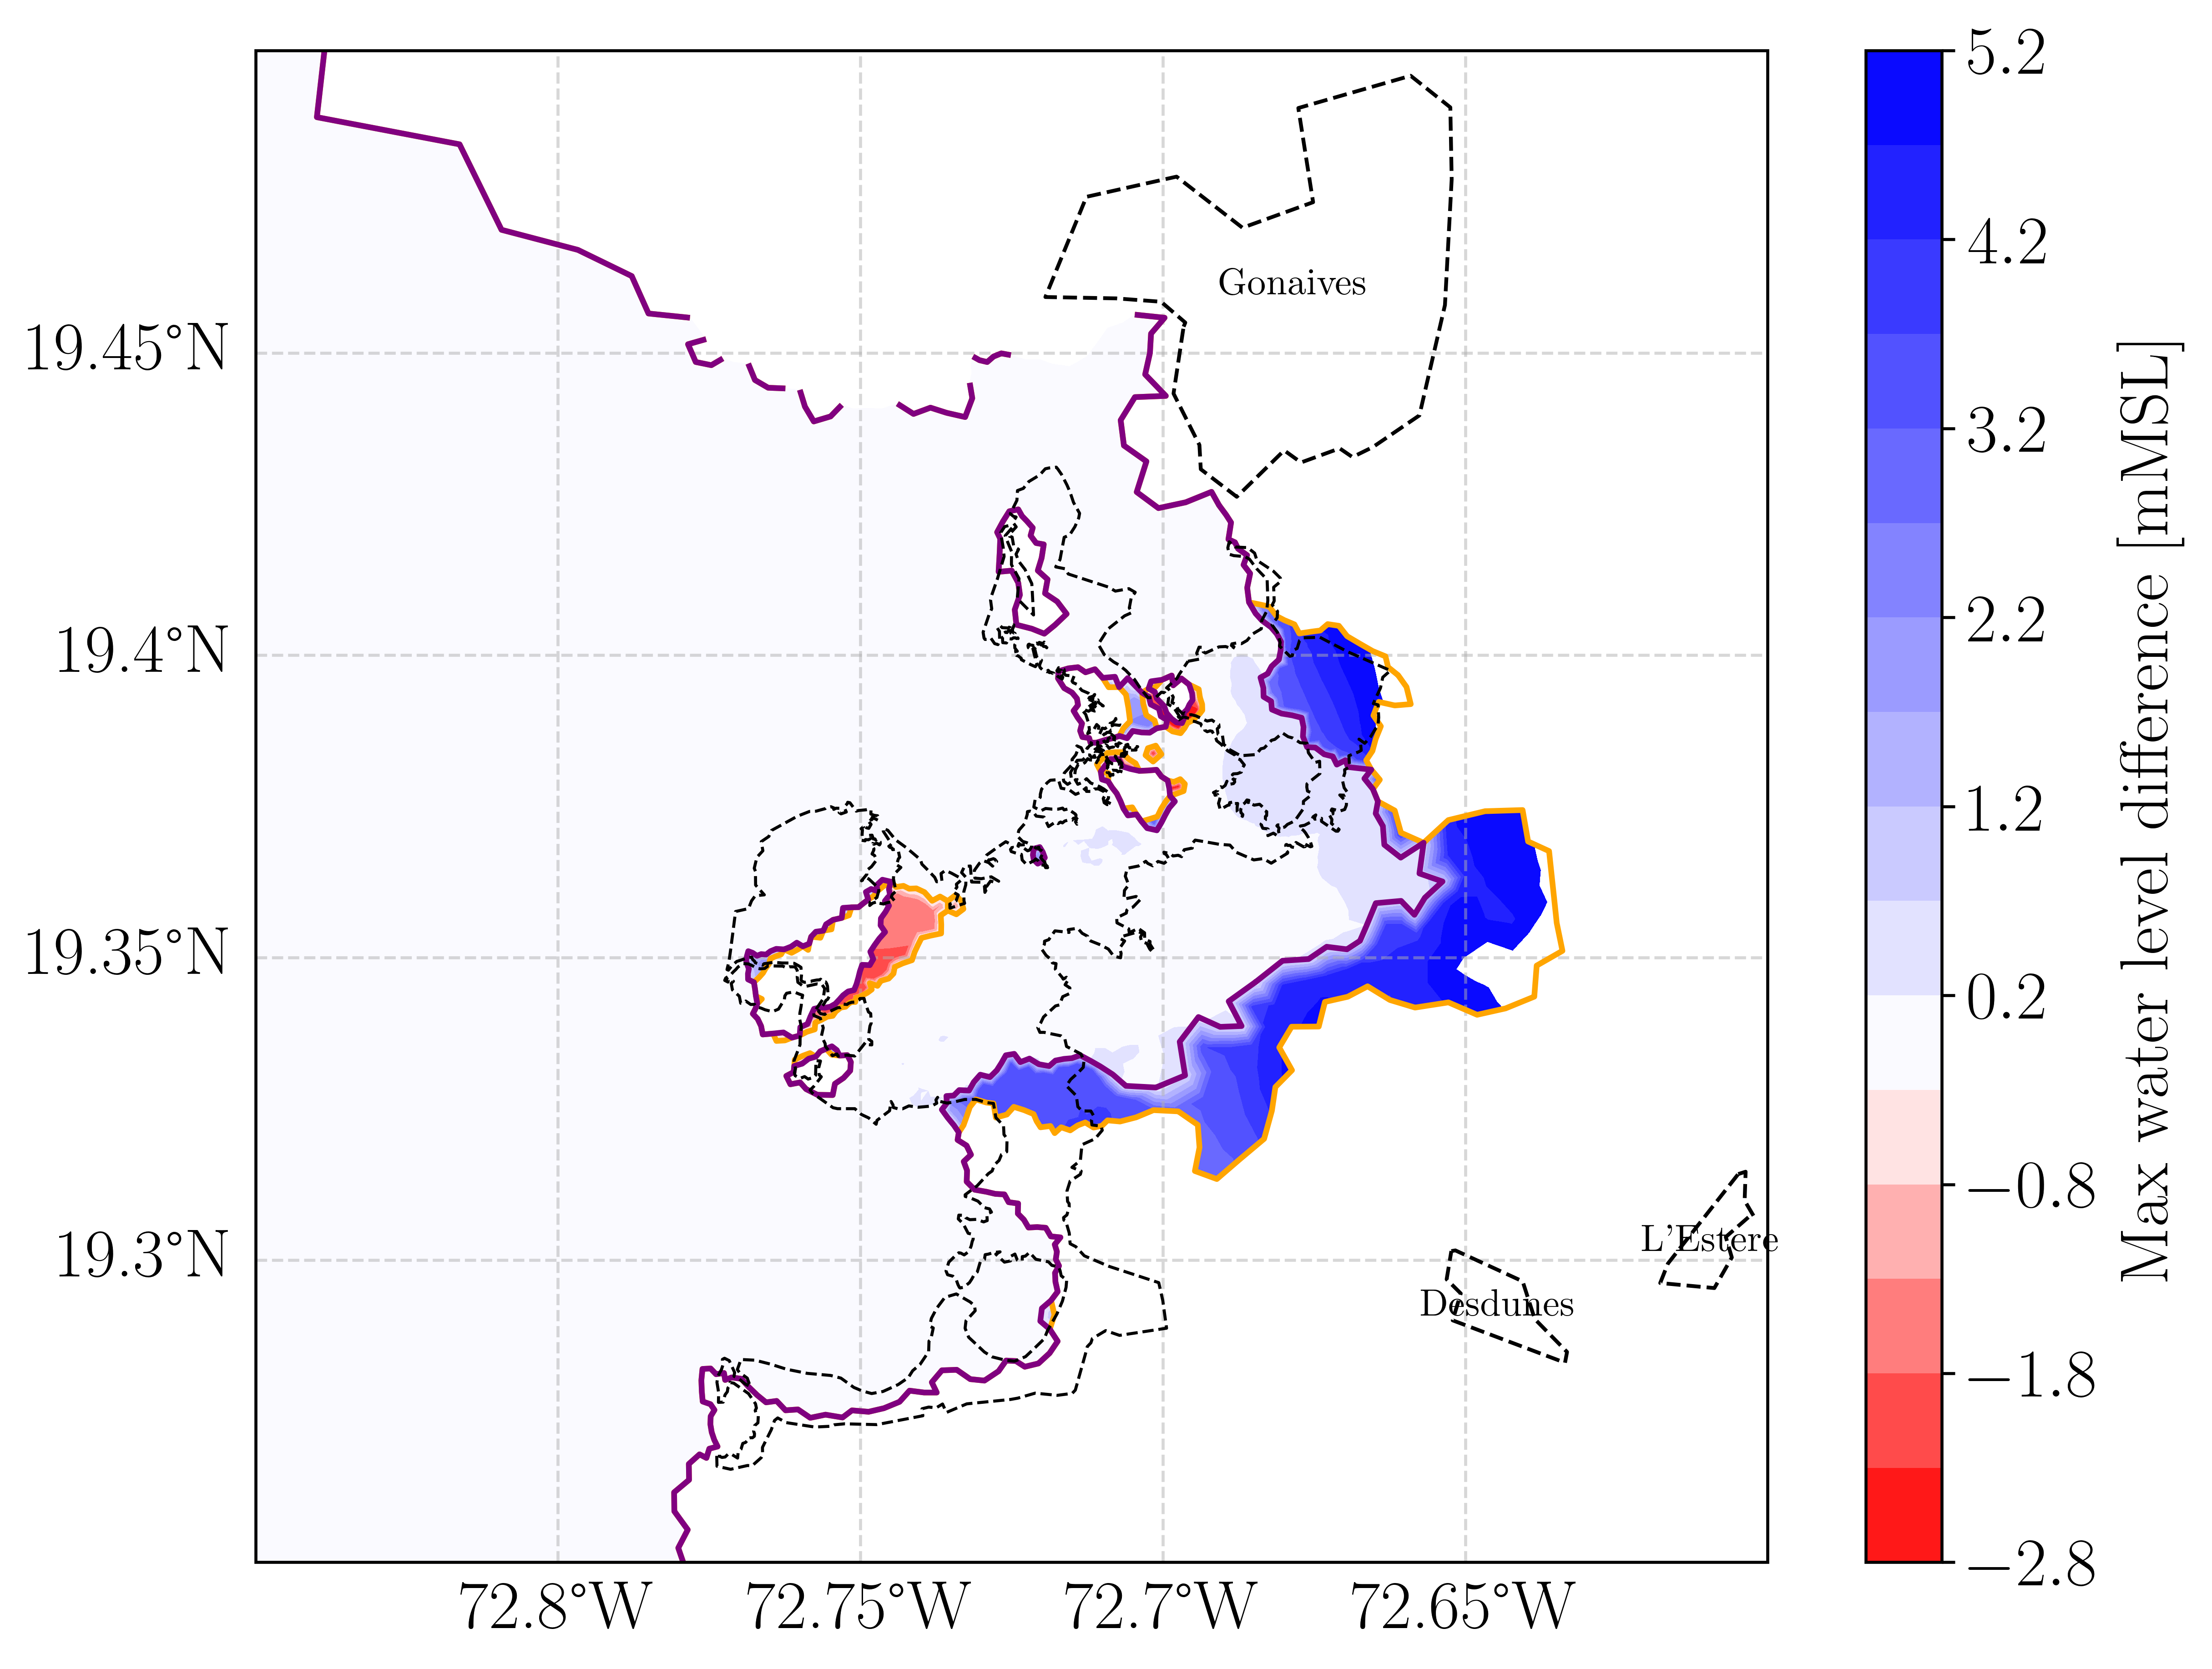 Gonaives
L'Estere
Desdunes
19.45°N
19.4°N
19.35°N
19.3°N
72.8°W
72.75°W
72.7°W
72.65°W
5.2
4.2
3.2
2.2
1.2
0.2
−0.8
−1.8
−2.8
Max water level difference [mMSL]